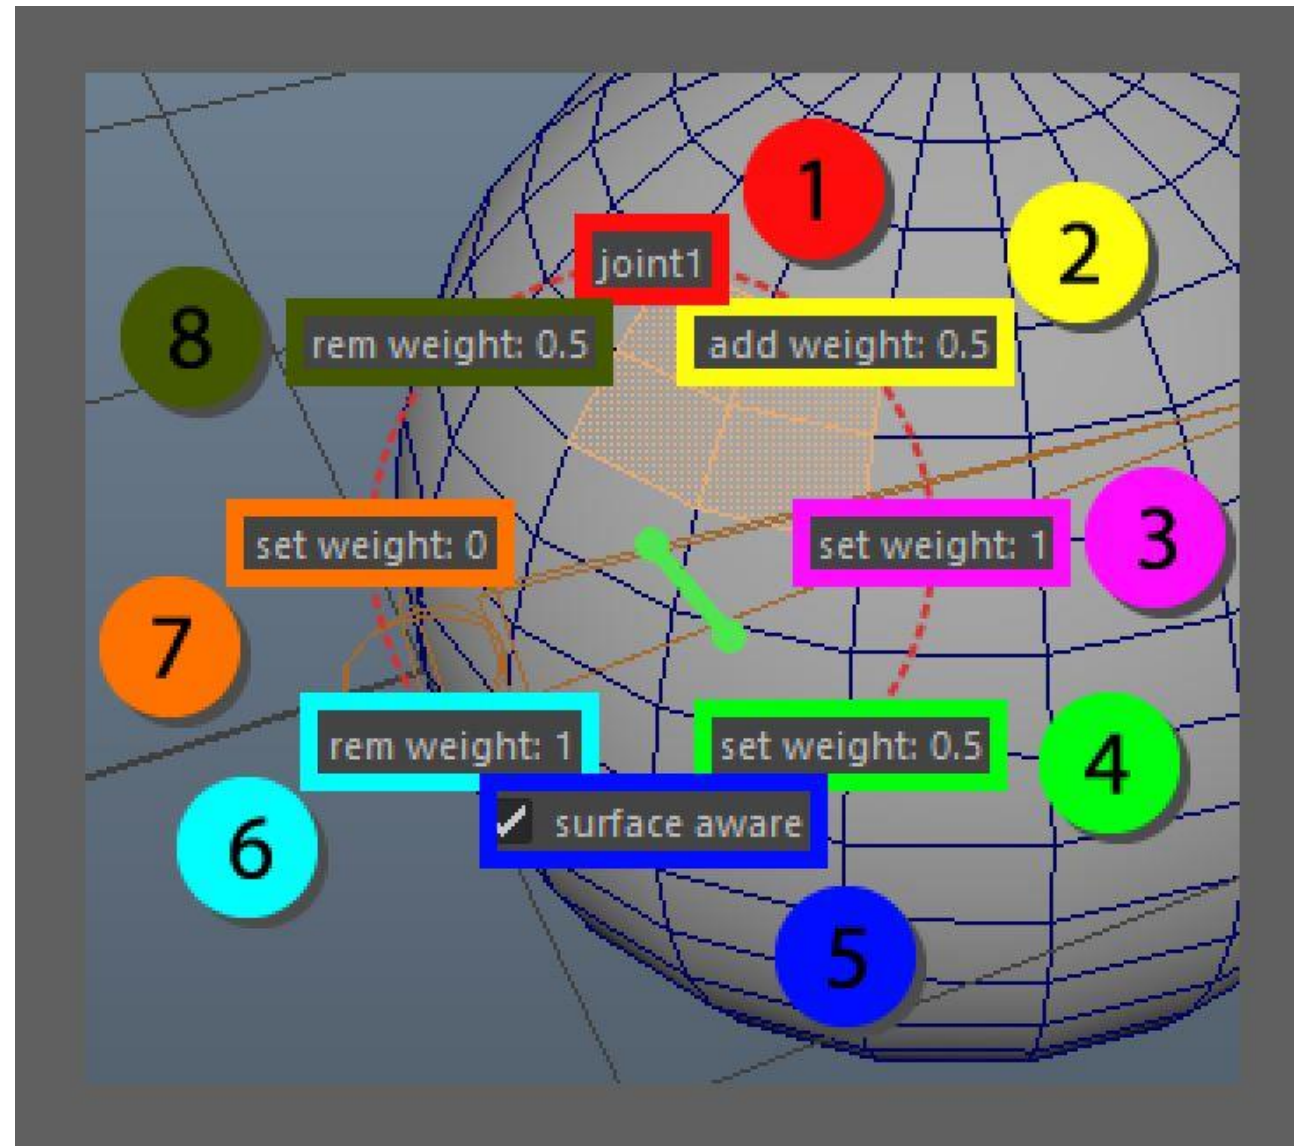 1
joint1
2
8
rem weight: 0.5
add weight: 0.5
set weight: 0
set weight: 1
3
7
rem weight: 1
set weight: 0.5
4
6
surface aware
5